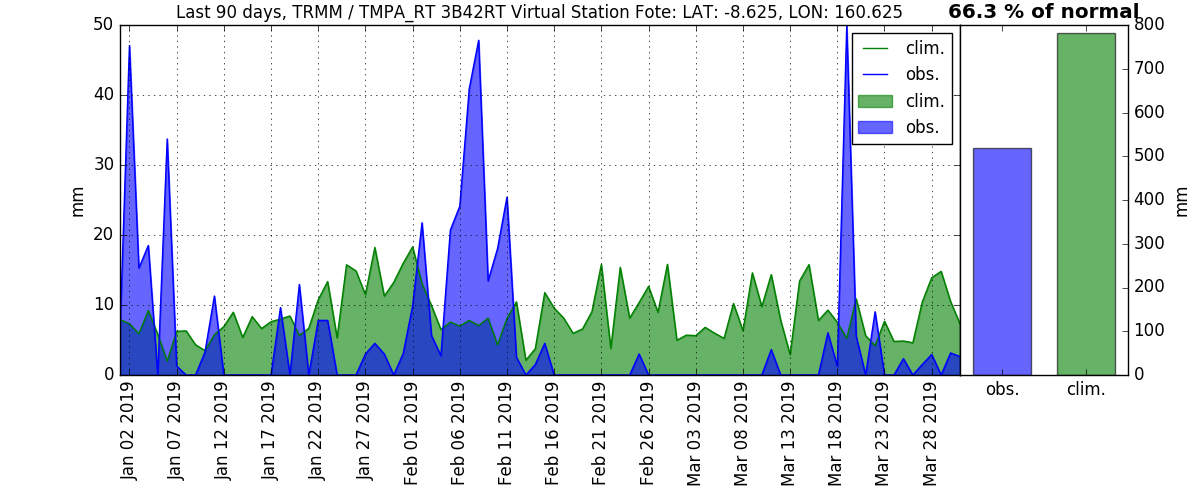 Last 90 days, TRMM / TMPA_RT 3B42RT Virtual Station Fote: LAT: -8.625, LON: 160.625
66.3 % of normal
50
40
30
20
10
0
mm
clim.
obs.
clim.
obs.
800
700
600
500
400
300
200
100
0
mm
obs.
clim.
Jan 02 2019
Jan 07 2019
Jan 12 2019
Jan 17 2019
Jan 22 2019
Jan 27 2019
Feb 01 2019
Feb 06 2019
Feb 11 2019
Feb 16 2019
Feb 21 2019
Feb 26 2019
Mar 03 2019
Mar 08 2019
Mar 13 2019
Mar 18 2019
Mar 23 2019
Mar 28 2019